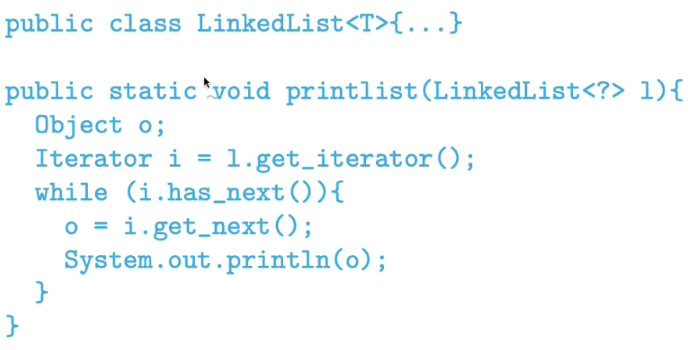 public class LinkedList<T>{...}
public static void printlist(LinkedList<?> l){
Object o;
Iterator i = l.get_iterator();
while (i.has_next()){
o = i.get_next();
System.out.println(o);
}
}